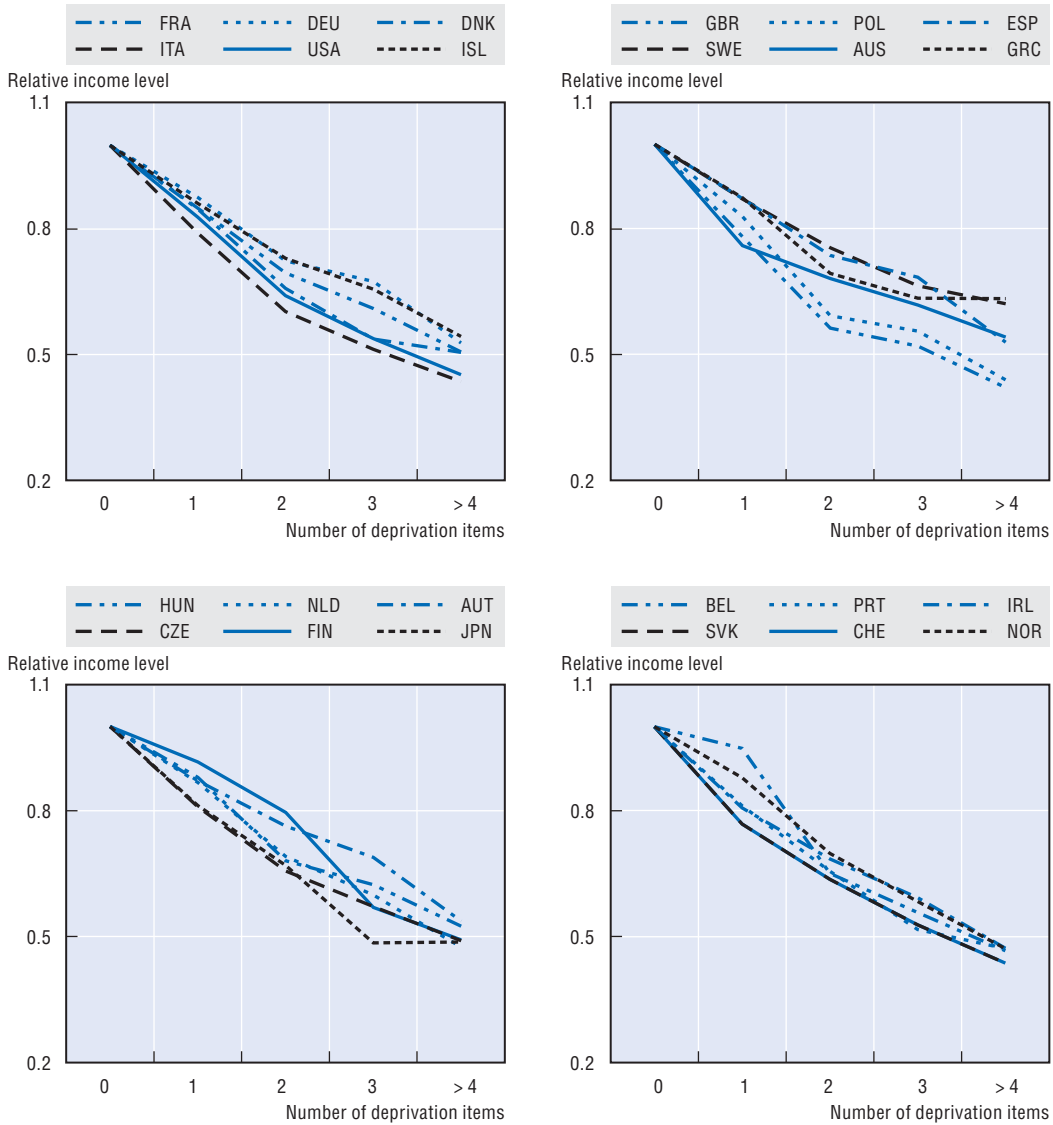 FRA DEU DNK
ITA USA ISL
Relative income level
1.1
0.8
0.5
0.2
0 1 2 3 > 4
Number of deprivation items
GBR POL ESP
SWE AUS GRC
Relative income level
1.1
0.8
0.5
0.2
0 1 2 3 > 4
Number of deprivation items
HUN NLD AUT
CZE FIN JPN
Relative income level
1.1
0.8
0.5
0.2
0 1 2 3 > 4
Number of deprivation items
BEL PRT IRL
SVK CHE NOR
Relative income level
1.1
0.8
0.5
0.2
0 1 2 3 > 4
Number of deprivation items